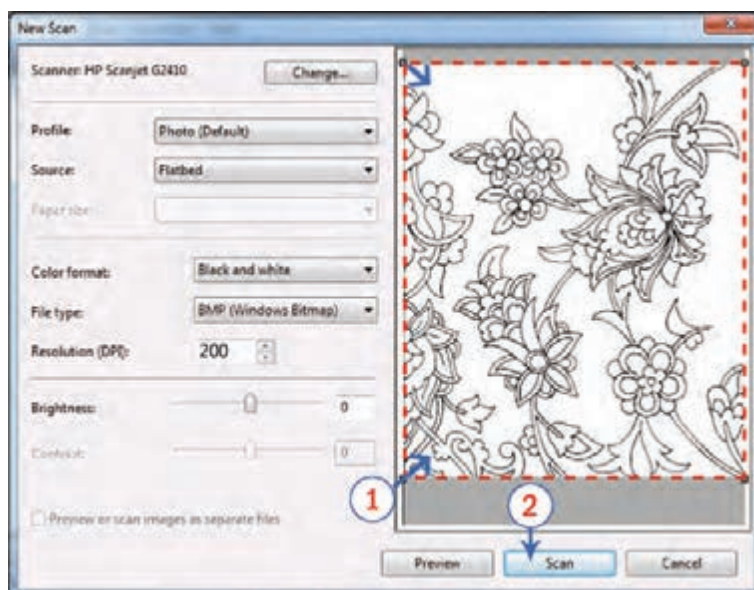 New Scan
Scanner: HP Scanjet G2410
Change...
Profile:
Photo (Default)
Source:
Flatbed
Paper size:
Color format:
Black and white
File type:
BMP (Windows Bitmap)
Resolution (DPI):
200
Brightness:
0
Contrast:
0
Preview or scan images as separate files
1
2
Preview
Scan
Cancel